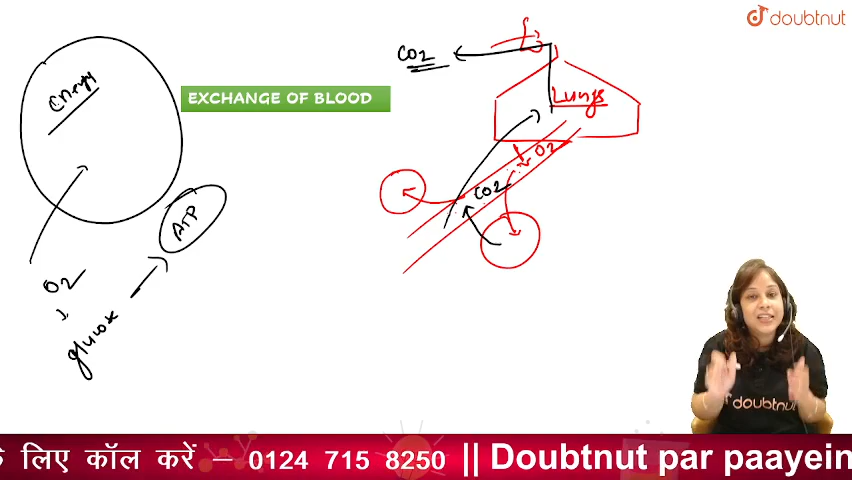 doubtnut
CO2
Energy
EXCHANGE OF BLOOD
Lungs
O2
CO2
ATP
O2
glucose
doubtnut
के लिए कॉल करें – 0124 715 8250 || Doubtnut par paayein